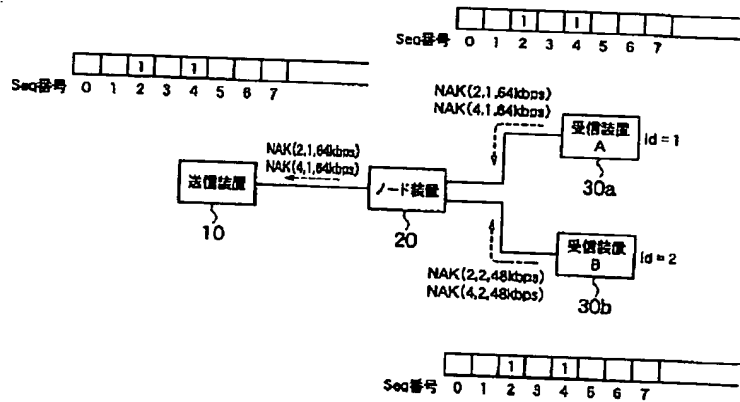 1 1
Seq番号 0 1 2 3 4 5 6 7
1 1
Seq番号 0 1 2 3 4 5 6 7
NAK(2,1,64kbps)
NAK(4,1,64kbps)
受信装置
A
id=1
30a
NAK(2,1,64kbps)
NAK(4,1,64kbps)
送信装置
10
ノード装置
20
受信装置
B
id=2
30b
NAK(2,2,48kbps)
NAK(4,2,48kbps)
1 1
Seq番号 0 1 2 3 4 5 6 7